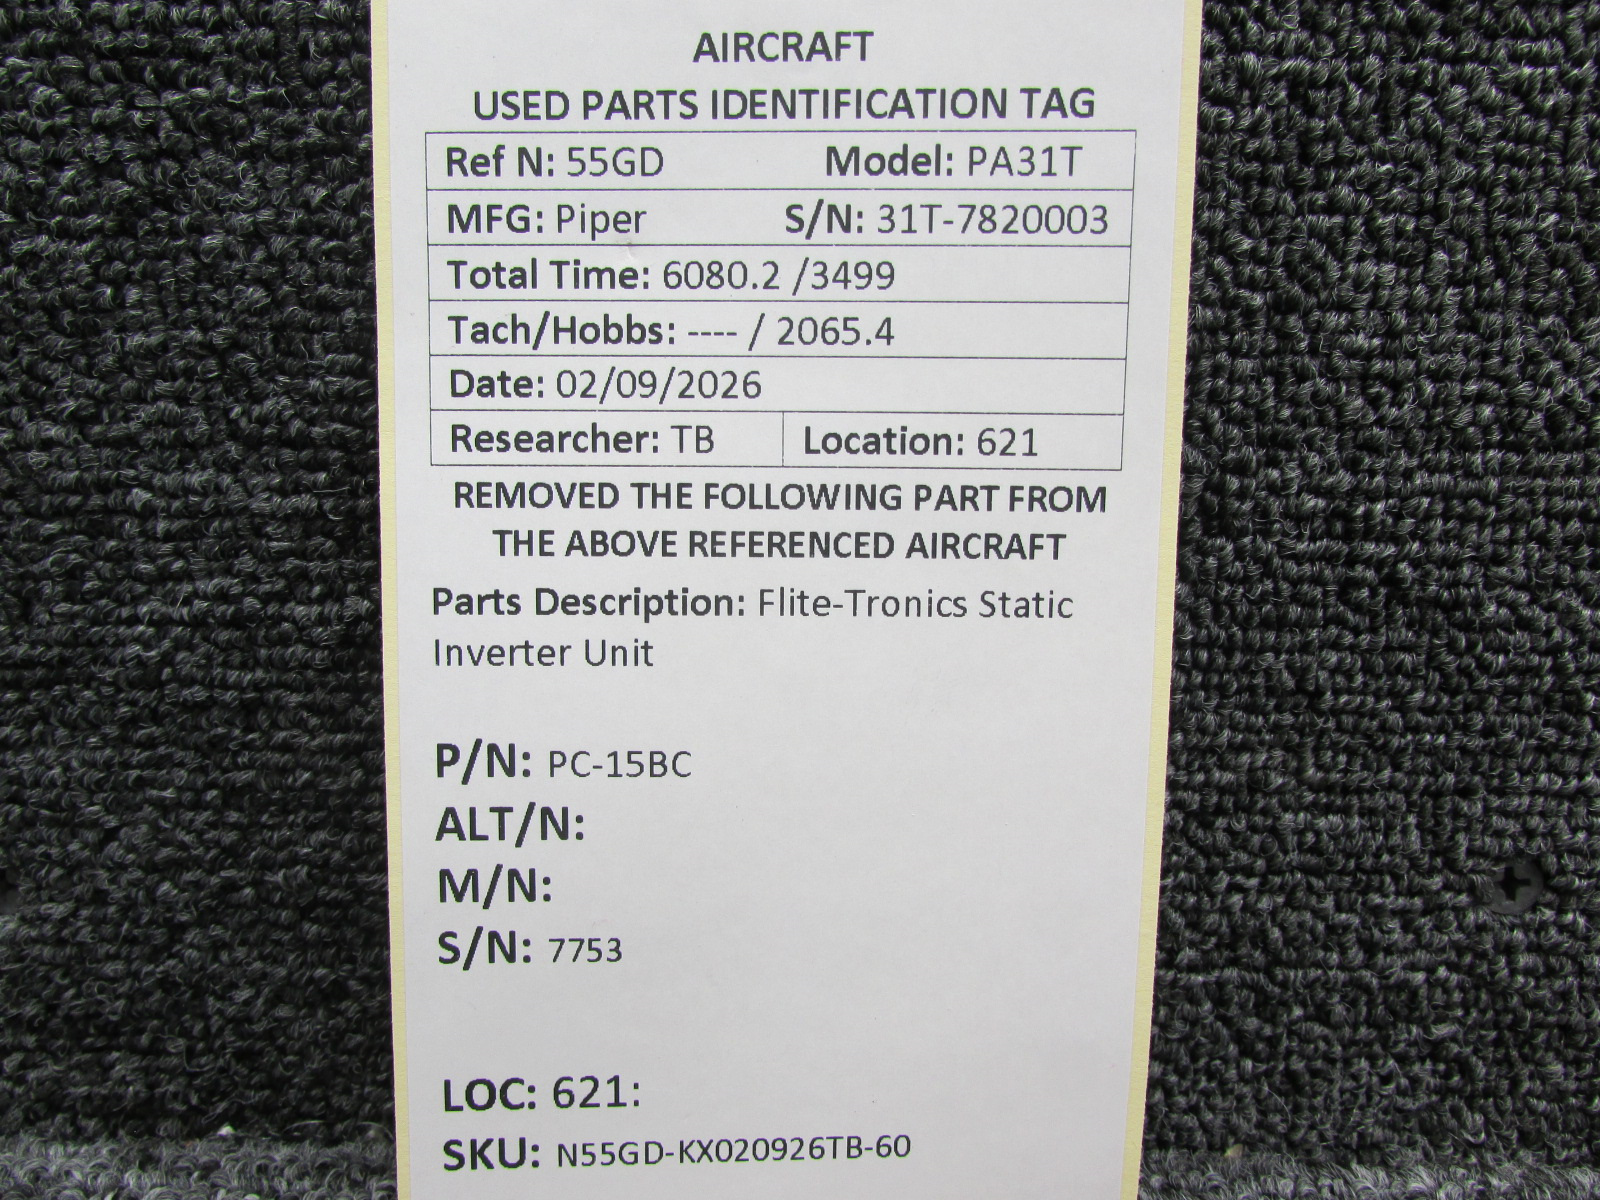 AIRCRAFT
USED PARTS IDENTIFICATION TAG
Ref N: 55GD Model: PA31T
MFG: Piper S/N: 31T-7820003
Total Time: 6080.2 /3499
Tach/Hobbs: ---- / 2065.4
Date: 02/09/2026
Researcher: TB Location: 621
REMOVED THE FOLLOWING PART FROM
THE ABOVE REFERENCED AIRCRAFT
Parts Description: Flite-Tronics Static
Inverter Unit
P/N: PC-15BC
ALT/N:
M/N:
S/N: 7753
LOC: 621:
SKU: N55GD-KX020926TB-60